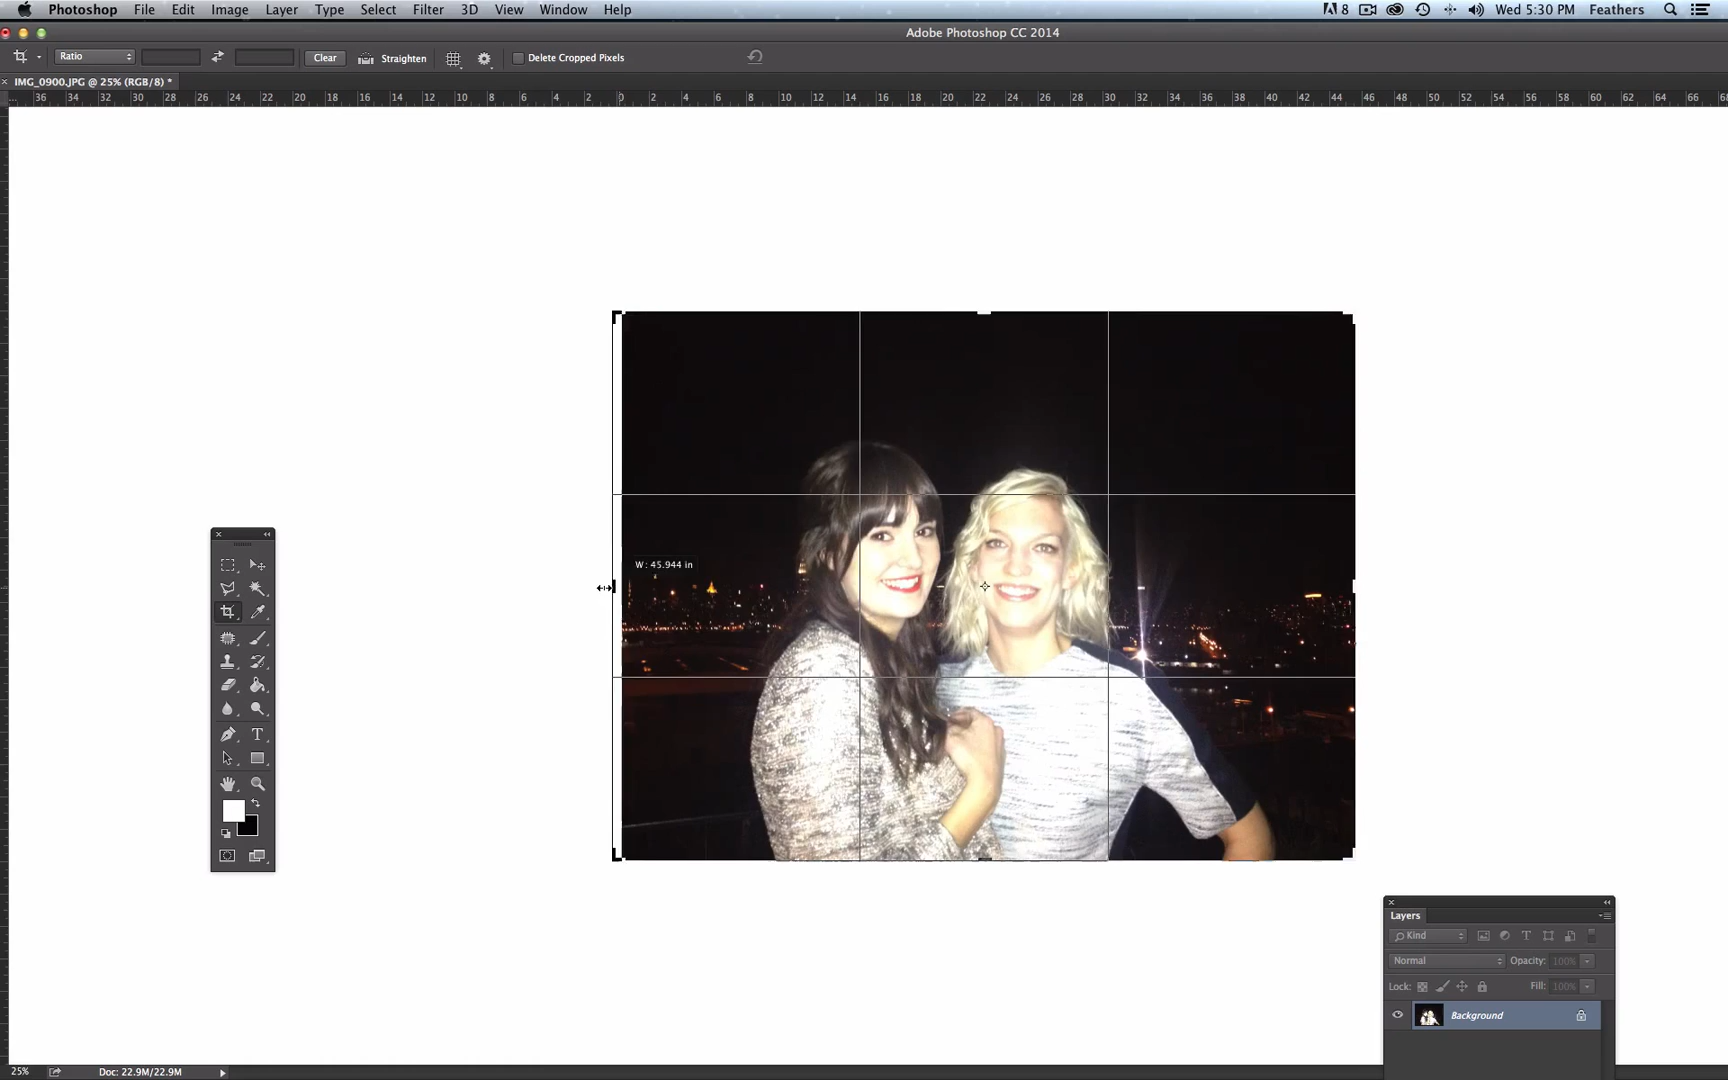 Photoshop File Edit Image Layer Type Select Filter 3D View Window Help 8 Wed 5:30 PM Feathers
Adobe Photoshop CC 2014
Ratio Clear Straighten Delete Cropped Pixels
IMG_0900.JPG @ 25% (RGB/8) *
36 34 32 30 28 26 24 22 20 18 16 14 12 10 8 6 4 2 0 2 4 6 8 10 12 14 16 18 20 22 24 26 28 30 32 34 36 38 40 42 44 46 48 50 52 54 56 58 60 62 64 66 68
W: 45.944 in
T
Layers
Kind T
Normal Opacity: 100%
Lock: Fill: 100%
Background
25% Doc: 22.9M/22.9M